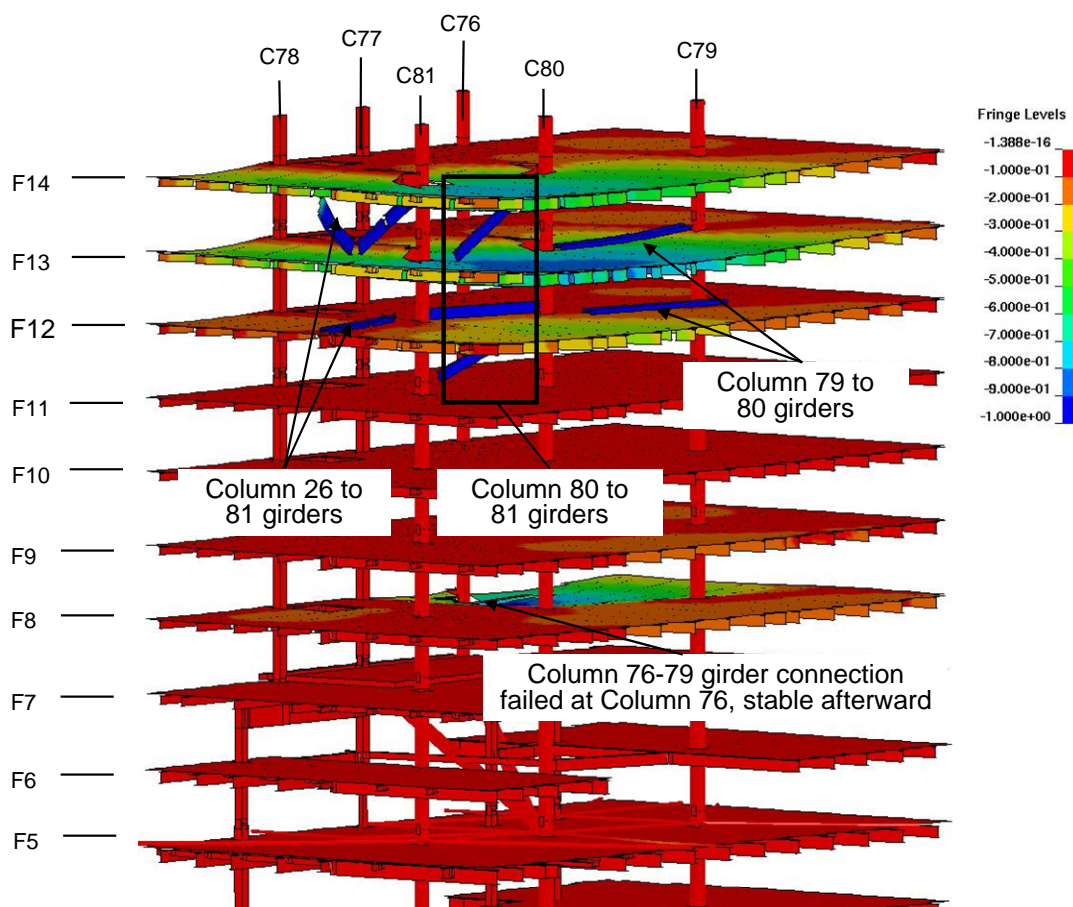 C78
C77
C76
C81
C80
C79
Fringe Levels
-1.388e-16
-1.000e-01
-2.000e-01
-3.000e-01
-4.000e-01
-5.000e-01
-6.000e-01
-7.000e-01
-8.000e-01
-9.000e-01
-1.000e+00
F14
F13
F12
F11
F10
F9
F8
F7
F6
F5
Column 79 to
80 girders
Column 26 to
81 girders
Column 80 to
81 girders
Column 76-79 girder connection
failed at Column 76, stable afterward